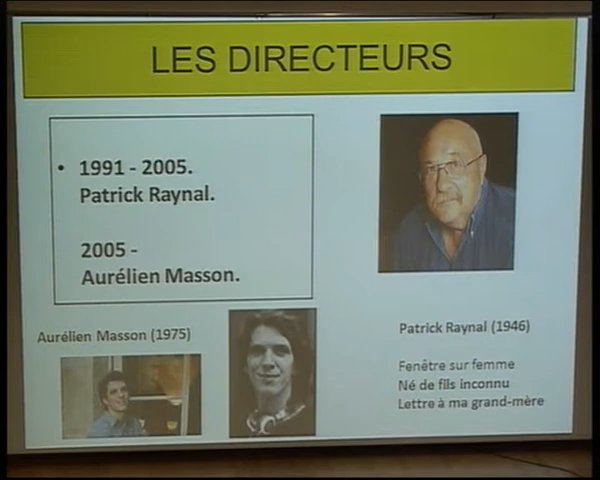 LES DIRECTEURS
• 1991 - 2005.
Patrick Raynal.
2005 -
Aurélien Masson.
Aurélien Masson (1975)
Patrick Raynal (1946)
Fenêtre sur femme
Né de fils inconnu
Lettre à ma grand-mère